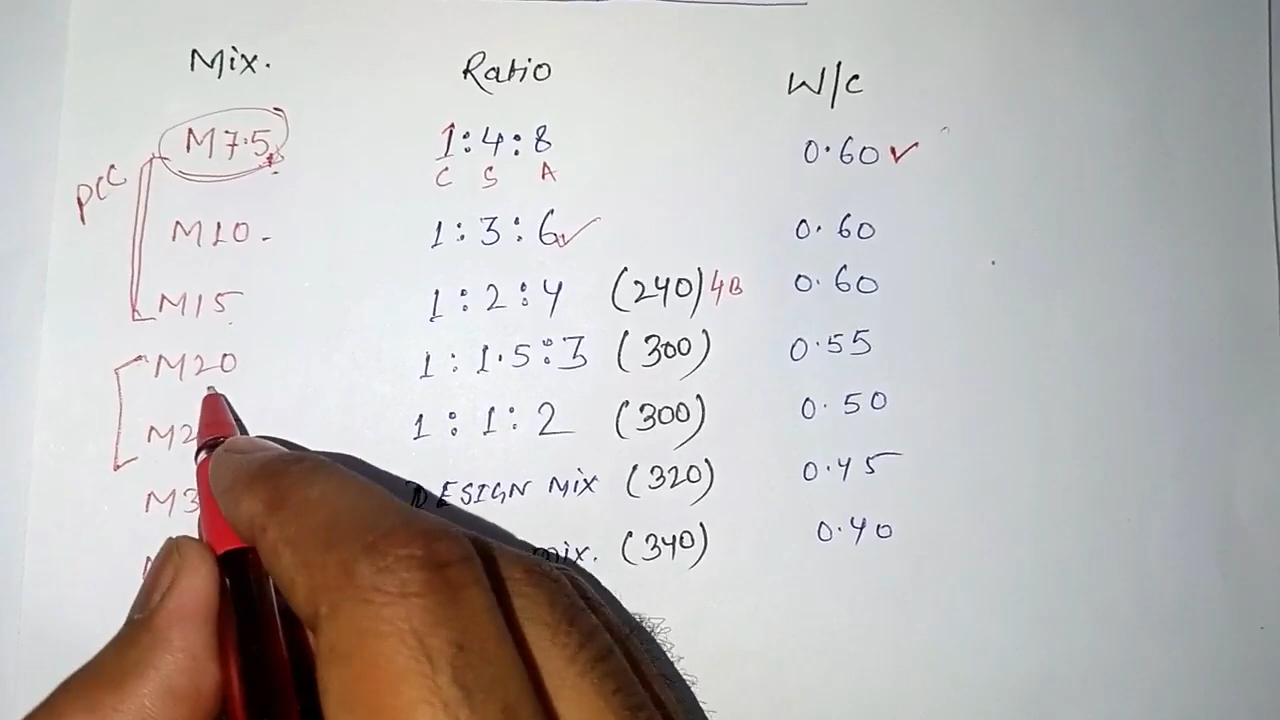 Mix. Ratio W/C
M7.5 1:4:8 0.60 ✓
PCC C S A
M10. 1:3:6 ✓ 0.60
M15 1:2:4 (240) 4B 0.60
M20 1:1.5:3 (300) 0.55
1:1:2 (300) 0.50
DESIGN MIX (320) 0.45
mix. (340) 0.40